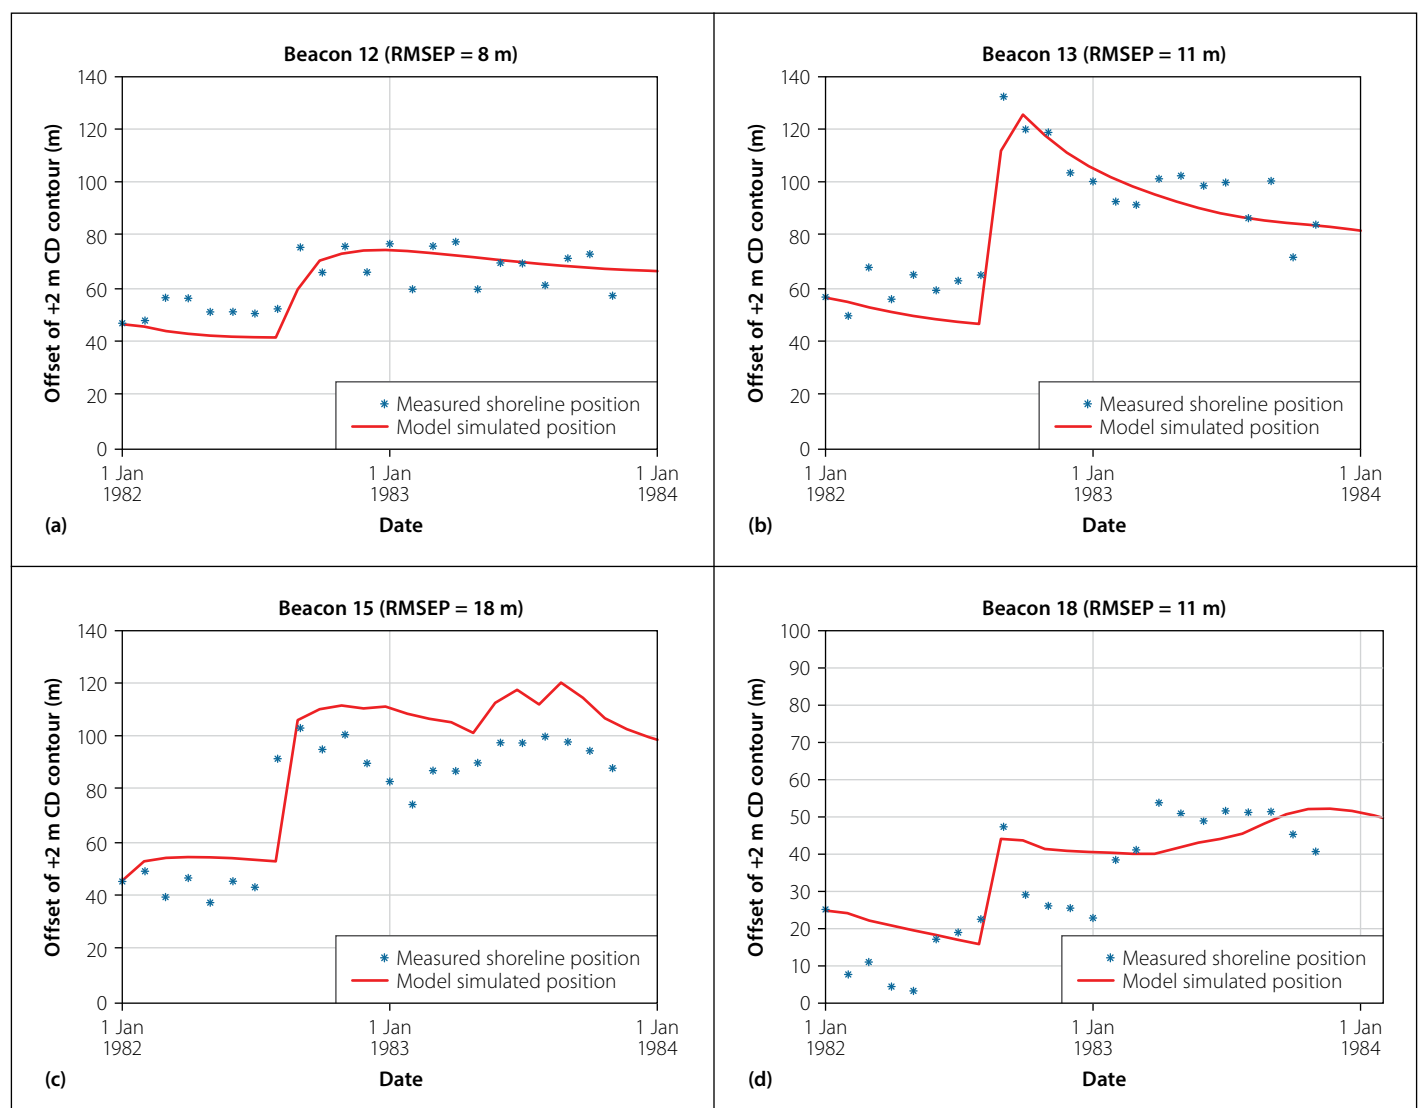 Beacon 12 (RMSEP = 8 m)
Offset of +2 m CD contour (m)
140
120
100
80
60
40
20
0
Measured shoreline position
Model simulated position
1 Jan 1982
1 Jan 1983
1 Jan 1984
(a)
Date
Beacon 13 (RMSEP = 11 m)
Offset of +2 m CD contour (m)
140
120
100
80
60
40
20
0
Measured shoreline position
Model simulated position
1 Jan 1982
1 Jan 1983
1 Jan 1984
(b)
Date
Beacon 15 (RMSEP = 18 m)
Offset of +2 m CD contour (m)
140
120
100
80
60
40
20
0
Measured shoreline position
Model simulated position
1 Jan 1982
1 Jan 1983
1 Jan 1984
(c)
Date
Beacon 18 (RMSEP = 11 m)
Offset of +2 m CD contour (m)
100
90
80
70
60
50
40
30
20
10
0
Measured shoreline position
Model simulated position
1 Jan 1982
1 Jan 1983
1 Jan 1984
(d)
Date